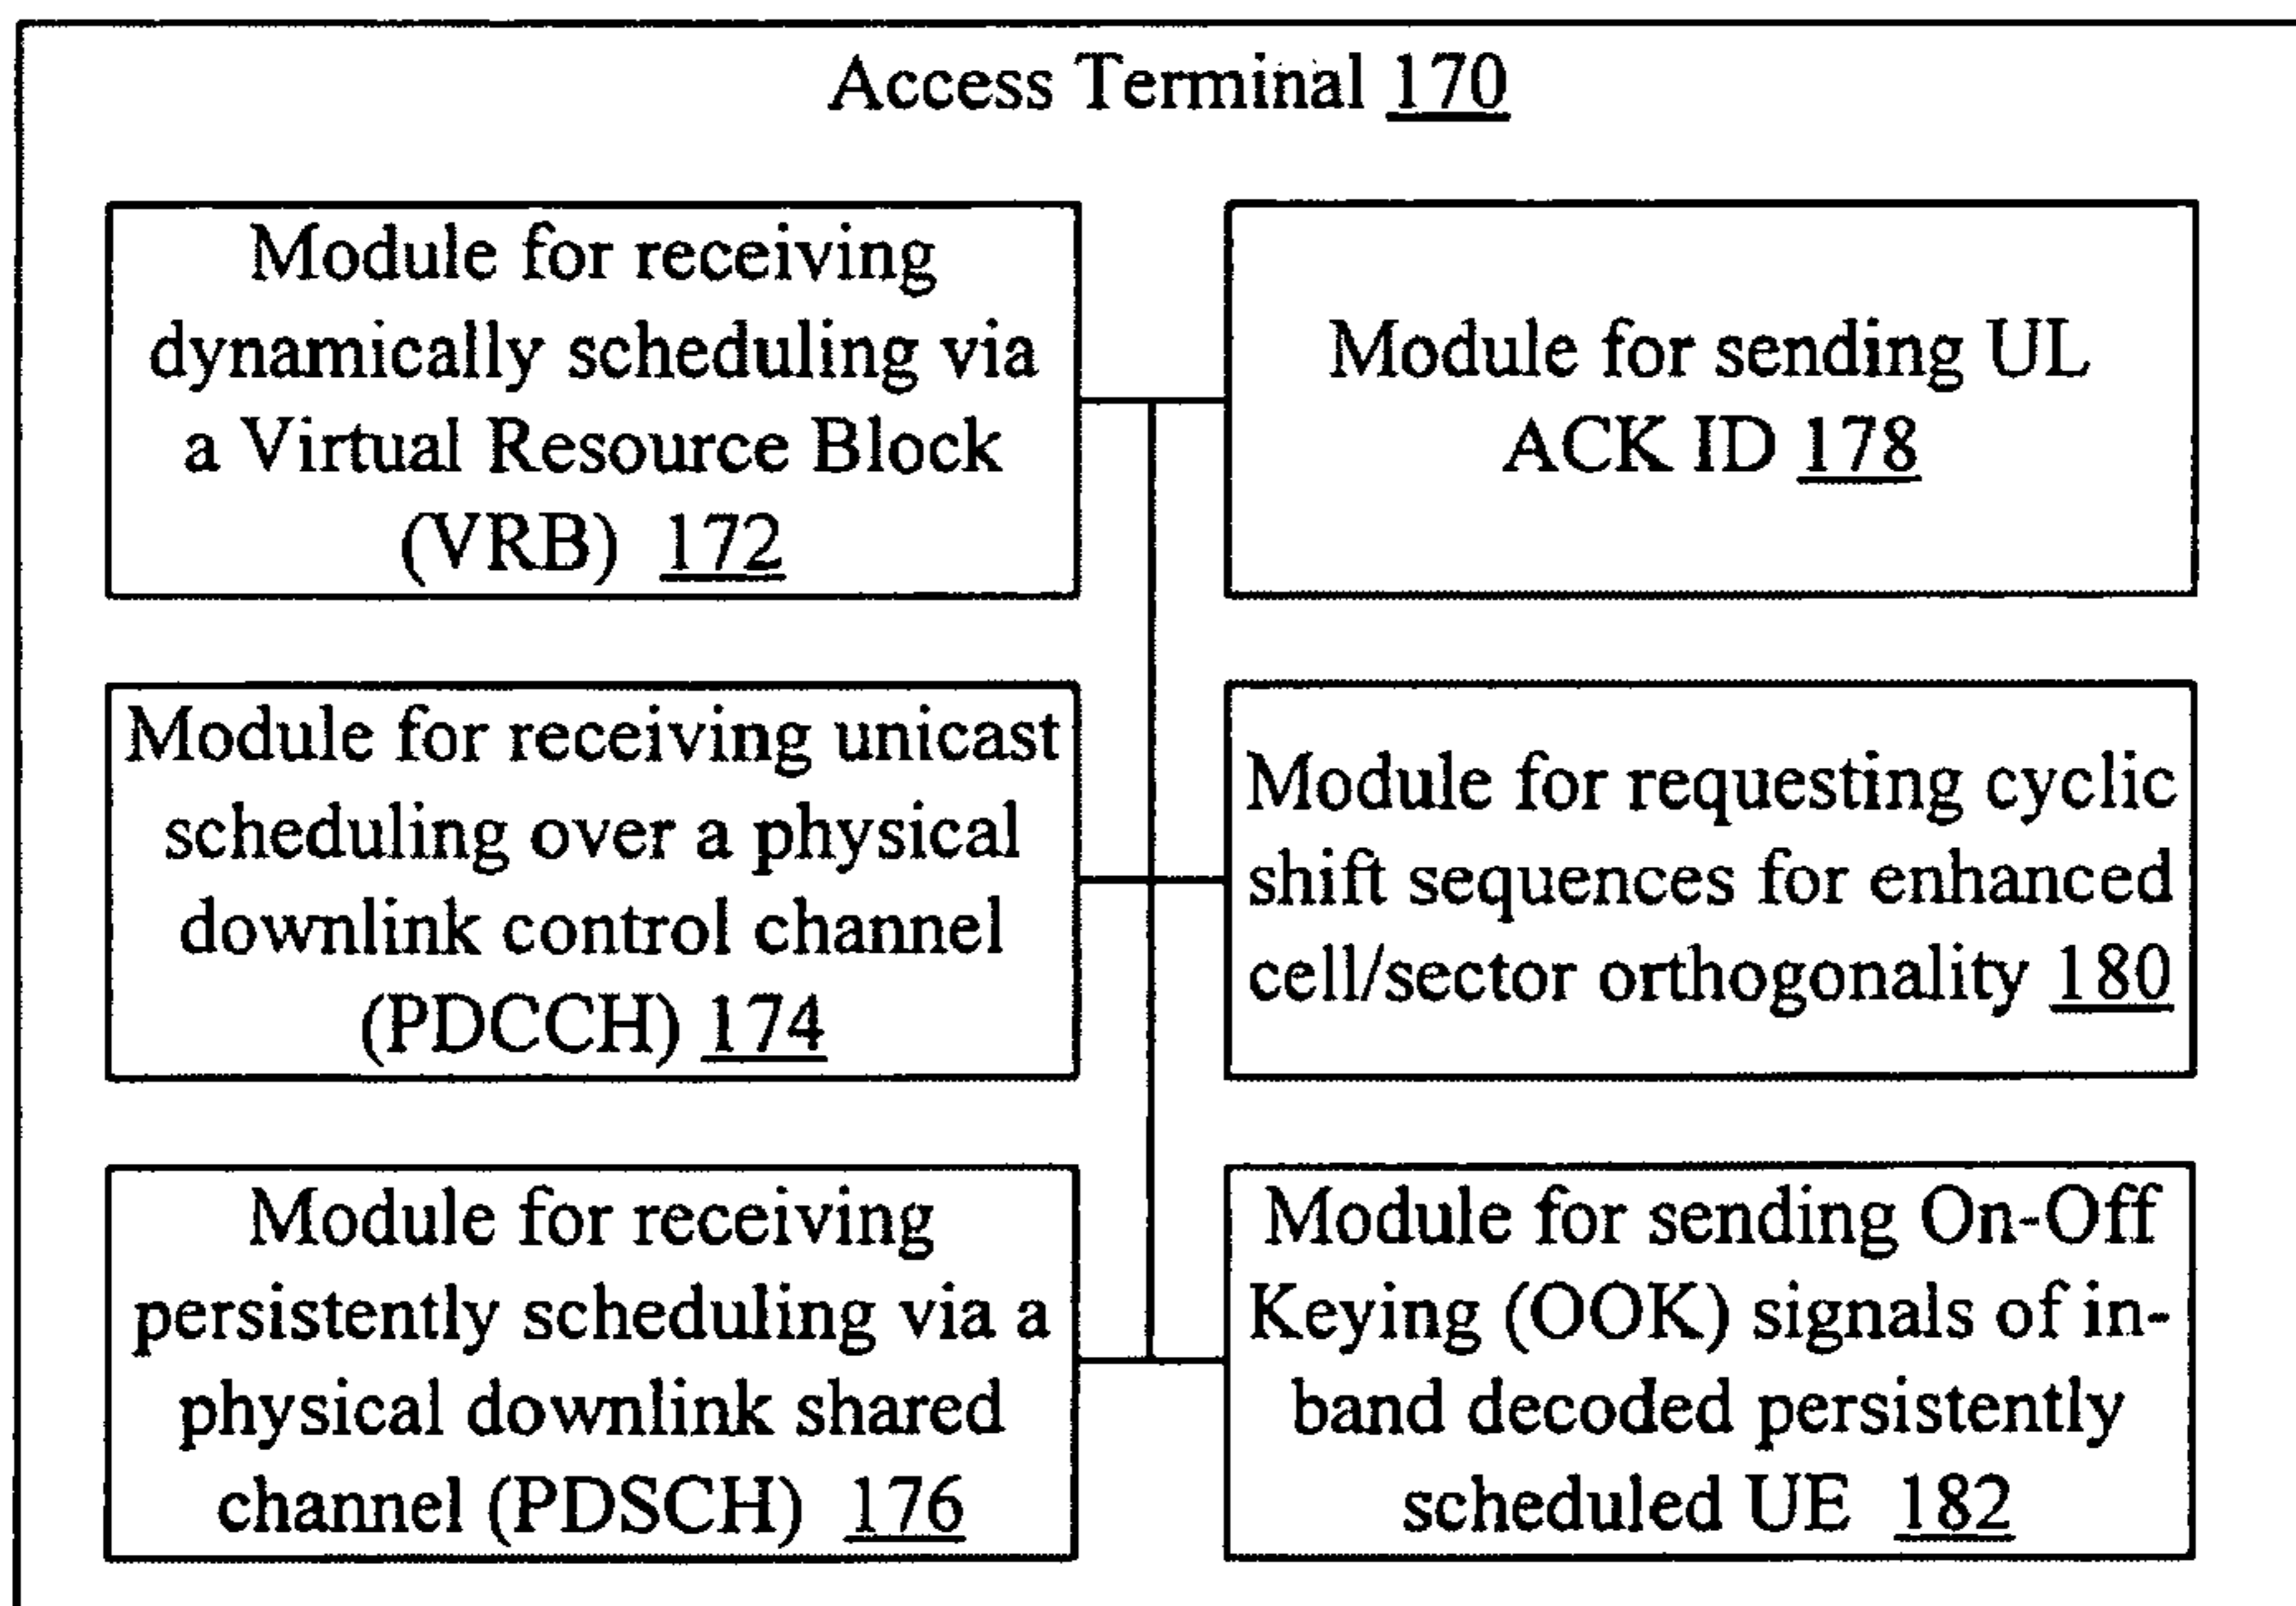 Access Terminal 170
Module for receiving
dynamically scheduling via
a Virtual Resource Block
(VRB) 172
Module for sending UL
ACK ID 178
Module for receiving unicast
scheduling over a physical
downlink control channel
(PDCCH) 174
Module for requesting cyclic
shift sequences for enhanced
cell/sector orthogonality 180
Module for receiving
persistently scheduling via a
physical downlink shared
channel (PDSCH) 176
Module for sending On-Off
Keying (OOK) signals of in-
band decoded persistently
scheduled UE 182